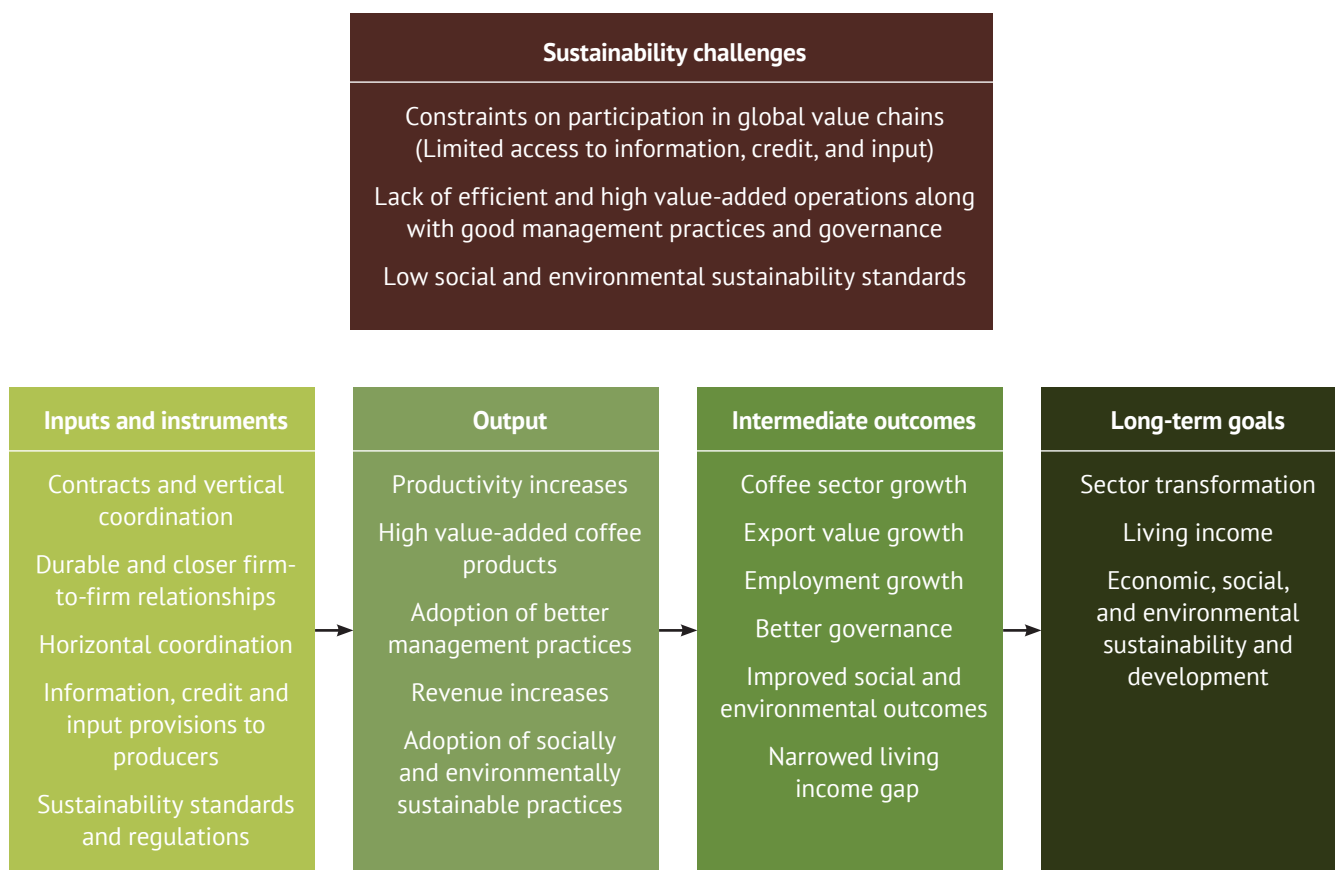 Sustainability challenges
Constraints on participation in global value chains
(Limited access to information, credit, and input)
Lack of efficient and high value-added operations along
with good management practices and governance
Low social and environmental sustainability standards
Inputs and instruments
Contracts and vertical
coordination
Durable and closer firm-
to-firm relationships
Horizontal coordination
Information, credit and
input provisions to
producers
Sustainability standards
and regulations
Output
Productivity increases
High value-added coffee
products
Adoption of better
management practices
Revenue increases
Adoption of socially
and environmentally
sustainable practices
Intermediate outcomes
Coffee sector growth
Export value growth
Employment growth
Better governance
Improved social and
environmental outcomes
Narrowed living
income gap
Long-term goals
Sector transformation
Living income
Economic, social,
and environmental
sustainability and
development